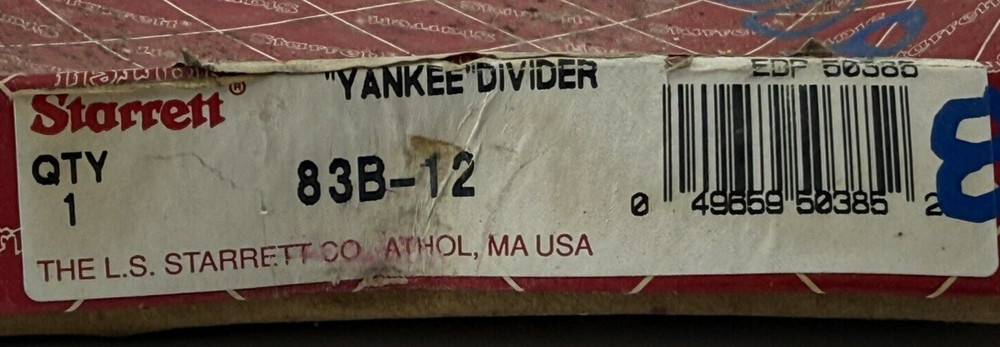 "YANKEE" DIVIDER
EDP 50385
Starrett®
QTY
1
83B-12
0 49659 50385 2
8
THE L.S. STARRETT CO ATHOL, MA USA